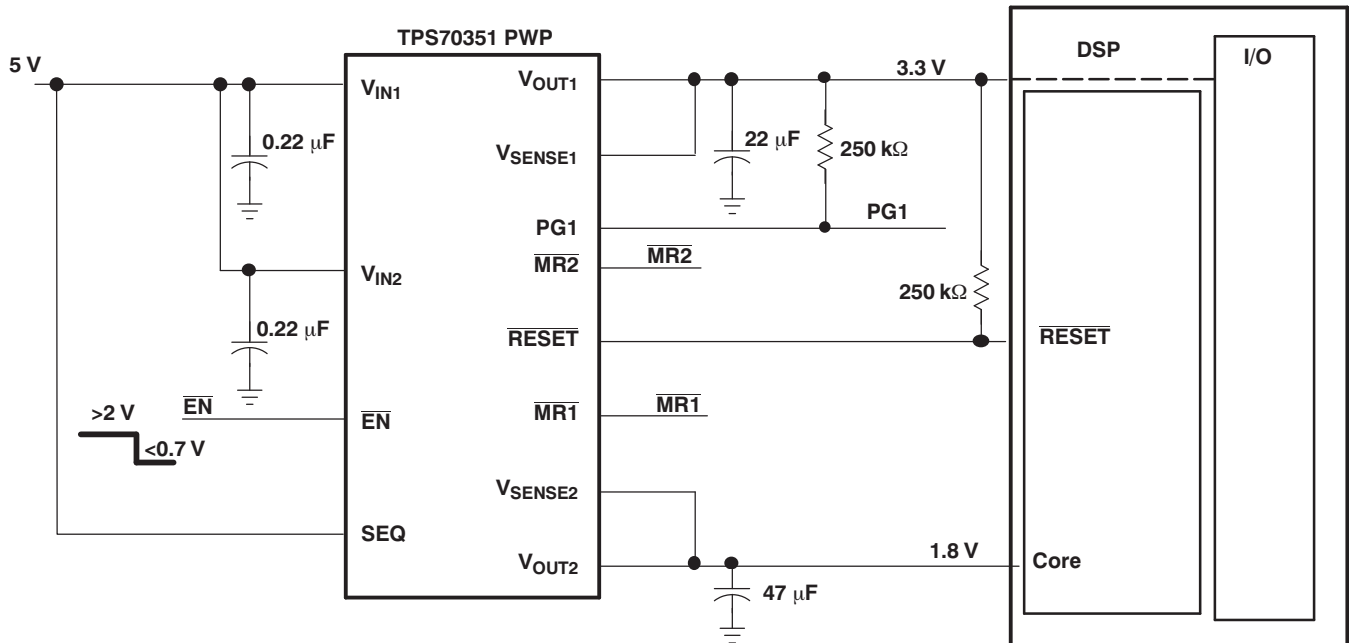 TPS70351 PWP
DSP
I/O
5 V
V_IN1
V_OUT1
3.3 V
0.22 μF
V_SENSE1
22 μF
250 kΩ
PG1
PG1
MR2
MR2
V_IN2
250 kΩ
0.22 μF
RESET
RESET
>2 V
EN
EN
MR1
MR1
<0.7 V
V_SENSE2
SEQ
V_OUT2
1.8 V
Core
47 μF